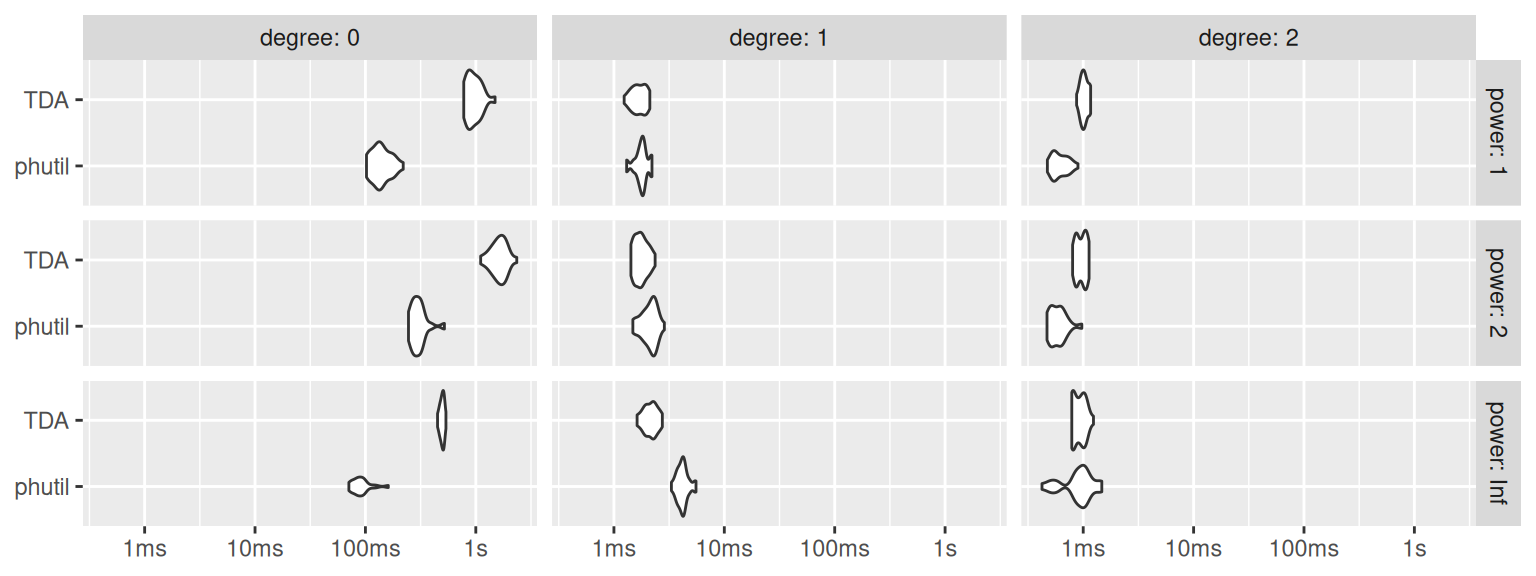 degree: 0
degree: 1
degree: 2
TDA
phutil
power: 1
TDA
phutil
power: 2
TDA
phutil
power: Inf
1ms 10ms 100ms 1s
1ms 10ms 100ms 1s
1ms 10ms 100ms 1s